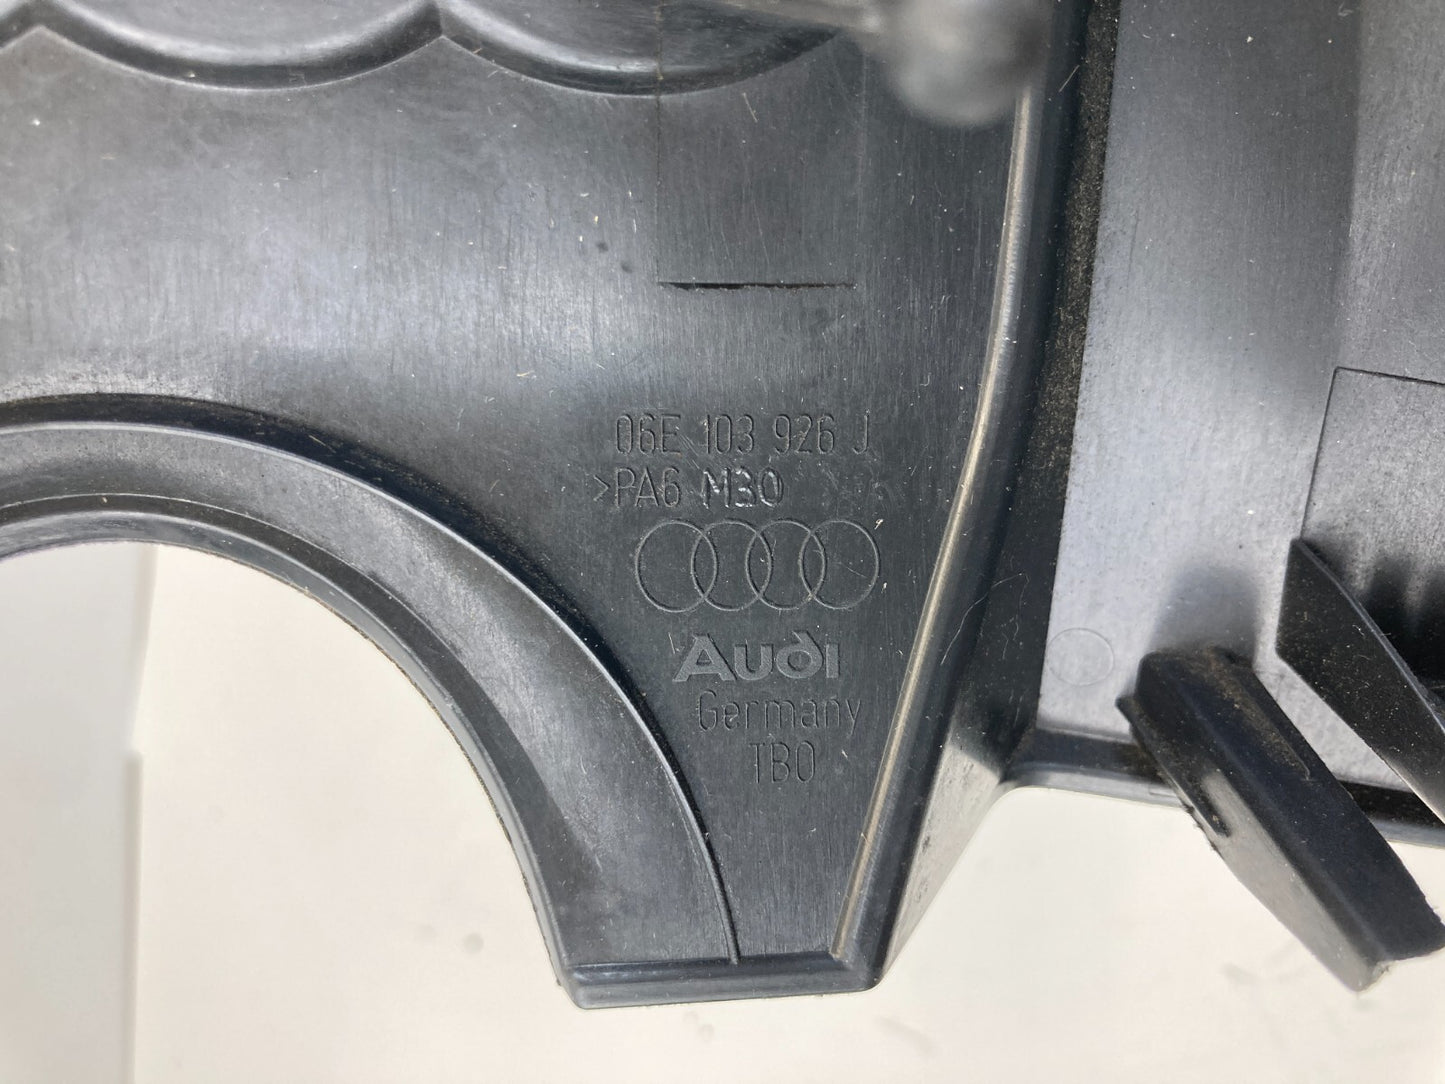 06E 103 926 J
>PA6 M30
Audi
Germany
TBO